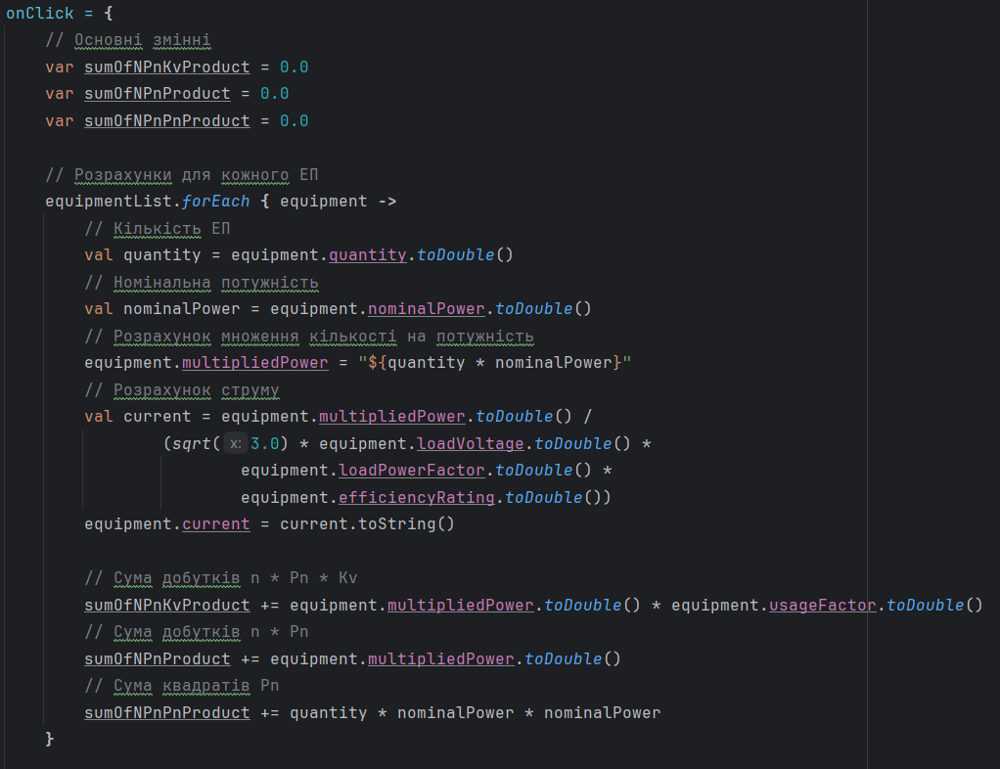 onClick = {
    // Основні змінні
    var sumOfNPnKvProduct = 0.0
    var sumOfNPnProduct = 0.0
    var sumOfNPnPnProduct = 0.0

    // Розрахунки для кожного ЕП
    equipmentList.forEach { equipment ->
        // Кількість ЕП
        val quantity = equipment.quantity.toDouble()
        // Номінальна потужність
        val nominalPower = equipment.nominalPower.toDouble()
        // Розрахунок множення кількості на потужність
        equipment.multipliedPower = "${quantity * nominalPower}"
        // Розрахунок струму
        val current = equipment.multipliedPower.toDouble() /
                (sqrt( x: 3.0) * equipment.loadVoltage.toDouble() *
                        equipment.loadPowerFactor.toDouble() *
                        equipment.efficiencyRating.toDouble())
        equipment.current = current.toString()

        // Сума добутків n * Pn * Kv
        sumOfNPnKvProduct += equipment.multipliedPower.toDouble() * equipment.usageFactor.toDouble()
        // Сума добутків n * Pn
        sumOfNPnProduct += equipment.multipliedPower.toDouble()
        // Сума квадратів Pn
        sumOfNPnPnProduct += quantity * nominalPower * nominalPower
    }